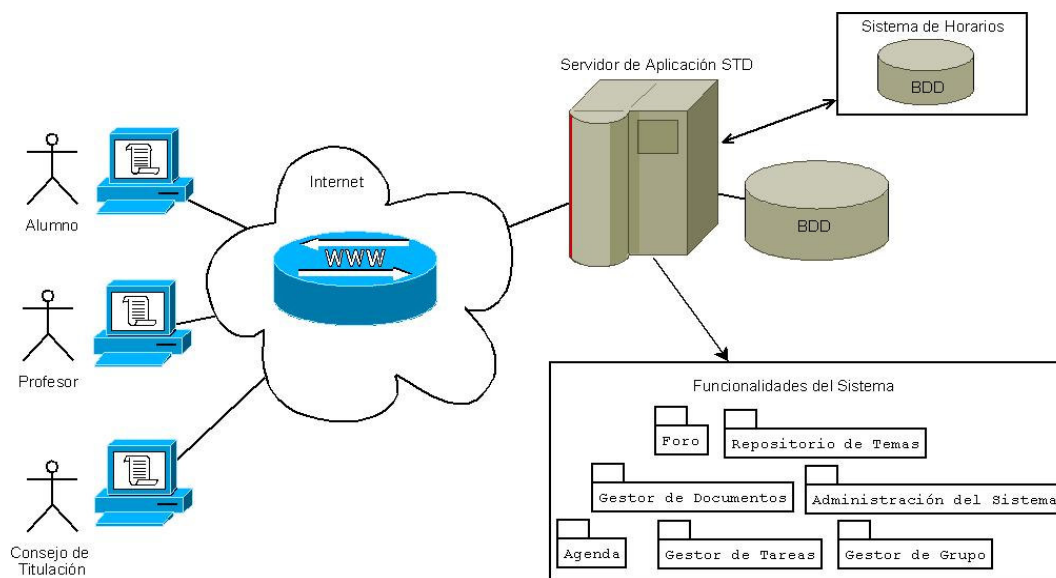 Sistema de Horarios
BDD
Servidor de Aplicación STD
BDD
Alumno
Internet
WWW
Profesor
Consejo de
Titulación
Funcionalidades del Sistema
Foro
Repositorio de Temas
Gestor de Documentos
Administración del Sistema
Agenda
Gestor de Tareas
Gestor de Grupo